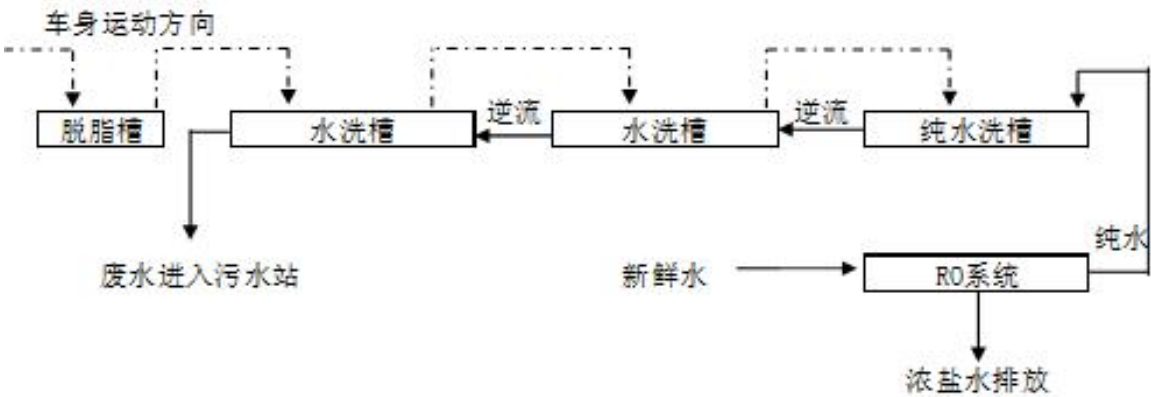 车身运动方向
脱脂槽
水洗槽
逆流
水洗槽
逆流
纯水洗槽
纯水
废水进入污水站
新鲜水
RO系统
浓盐水排放